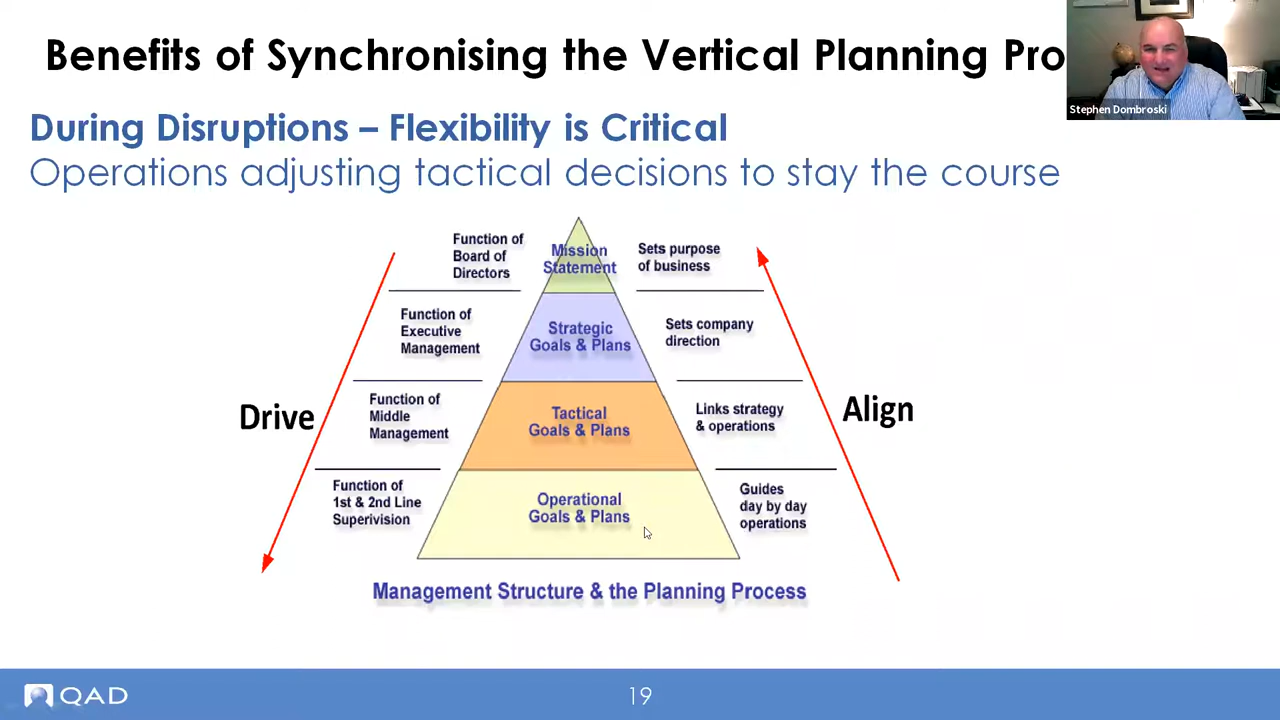 Benefits of Synchronising the Vertical Planning Pro
Stephen Dombroski
During Disruptions – Flexibility is Critical
Operations adjusting tactical decisions to stay the course
Function of
Board of
Directors
Mission
Statement
Sets purpose
of business
Function of
Executive
Management
Strategic
Goals & Plans
Sets company
direction
Drive
Function of
Middle
Management
Tactical
Goals & Plans
Links strategy
& operations
Align
Function of
1st & 2nd Line
Superivision
Operational
Goals & Plans
Guides
day by day
operations
Management Structure & the Planning Process
QAD
19